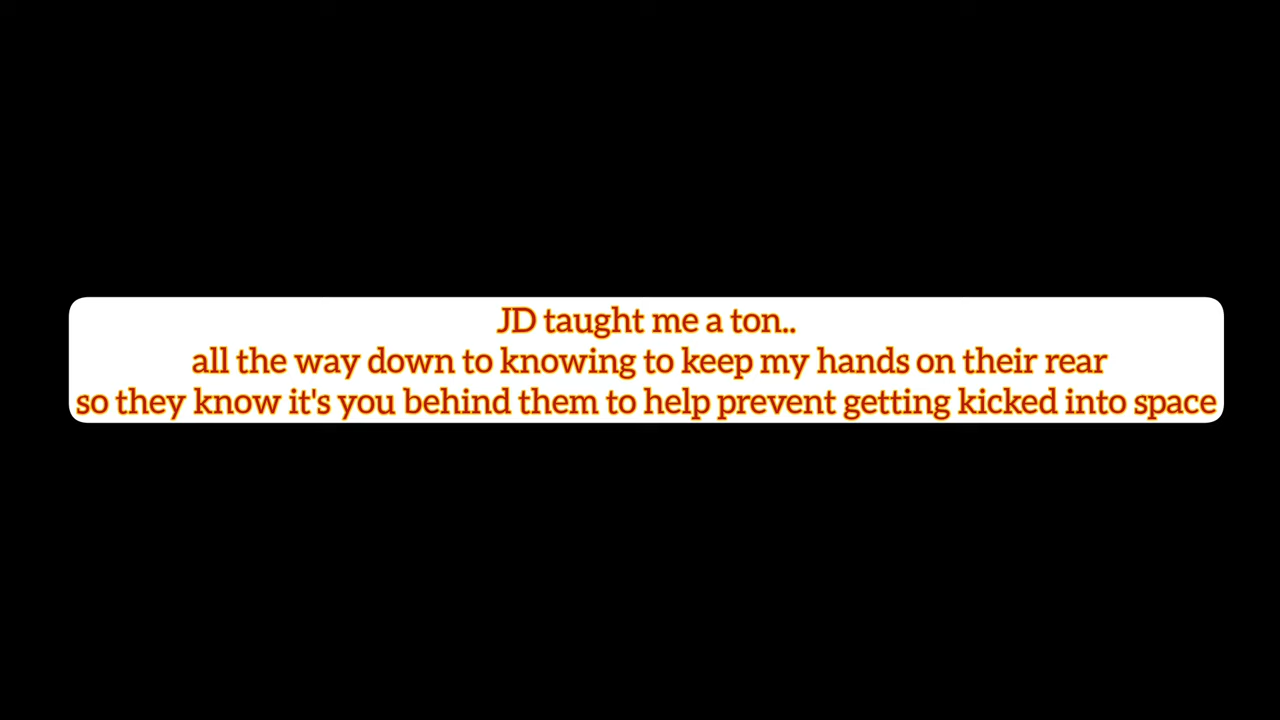 JD taught me a ton..
all the way down to knowing to keep my hands on their rear
so they know it's you behind them to help prevent getting kicked into space